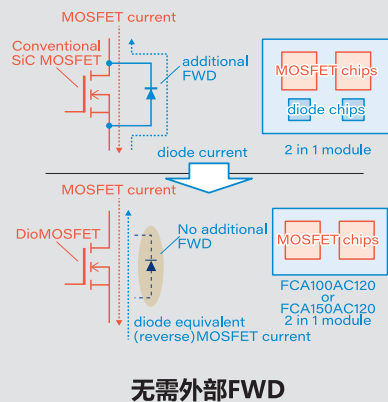 MOSFET current
Conventional
SiC MOSFET
additional
FWD
MOSFET chips
diode chips
diode current
2 in 1 module
MOSFET current
DioMOSFET
No additional
FWD
MOSFET chips
diode equivalent
(reverse)MOSFET current
FCA100AC120
or
FCA150AC120
2 in 1 module
无需外部FWD